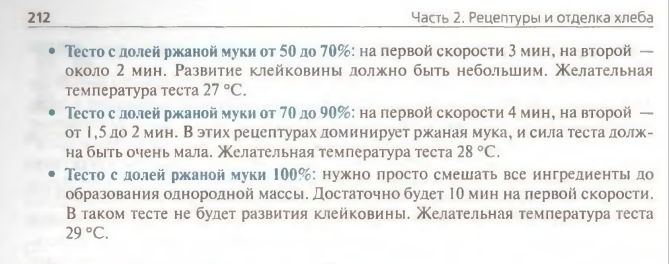 212 Часть 2. Рецептуры и отделка хлеба
• Тесто с долей ржаной муки от 50 до 70%: на первой скорости 3 мин, на второй —
около 2 мин. Развитие клейковины должно быть небольшим. Желательная
температура теста 27 °С.
• Тесто с долей ржаной муки от 70 до 90%: на первой скорости 4 мин, на второй —
от 1,5 до 2 мин. В этих рецептурах доминирует ржаная мука, и сила теста долж-
на быть очень мала. Желательная температура теста 28 °С.
• Тесто с долей ржаной муки 100%: нужно просто смешать все ингредиенты до
образования однородной массы. Достаточно будет 10 мин на первой скорости.
В таком тесте не будет развития клейковины. Желательная температура теста
29 °С.